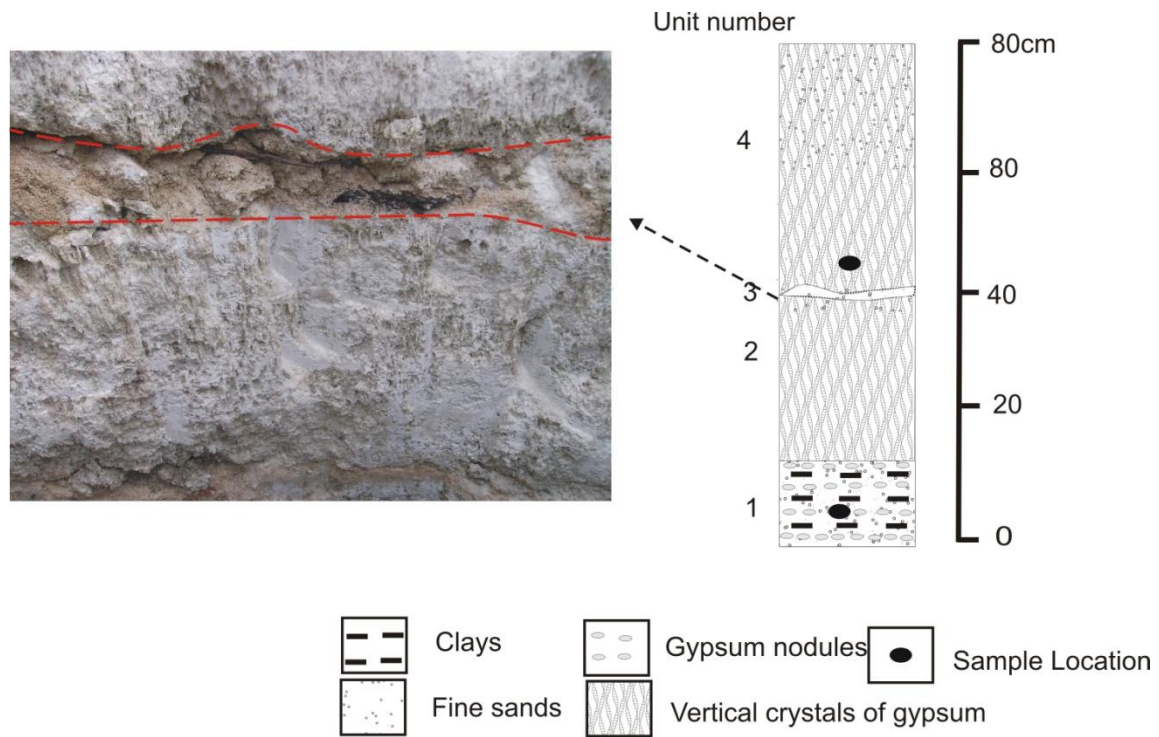 Unit number
80cm
4
80
3
40
2
20
1
0
Clays
Gypsum nodules
Sample Location
Fine sands
Vertical crystals of gypsum